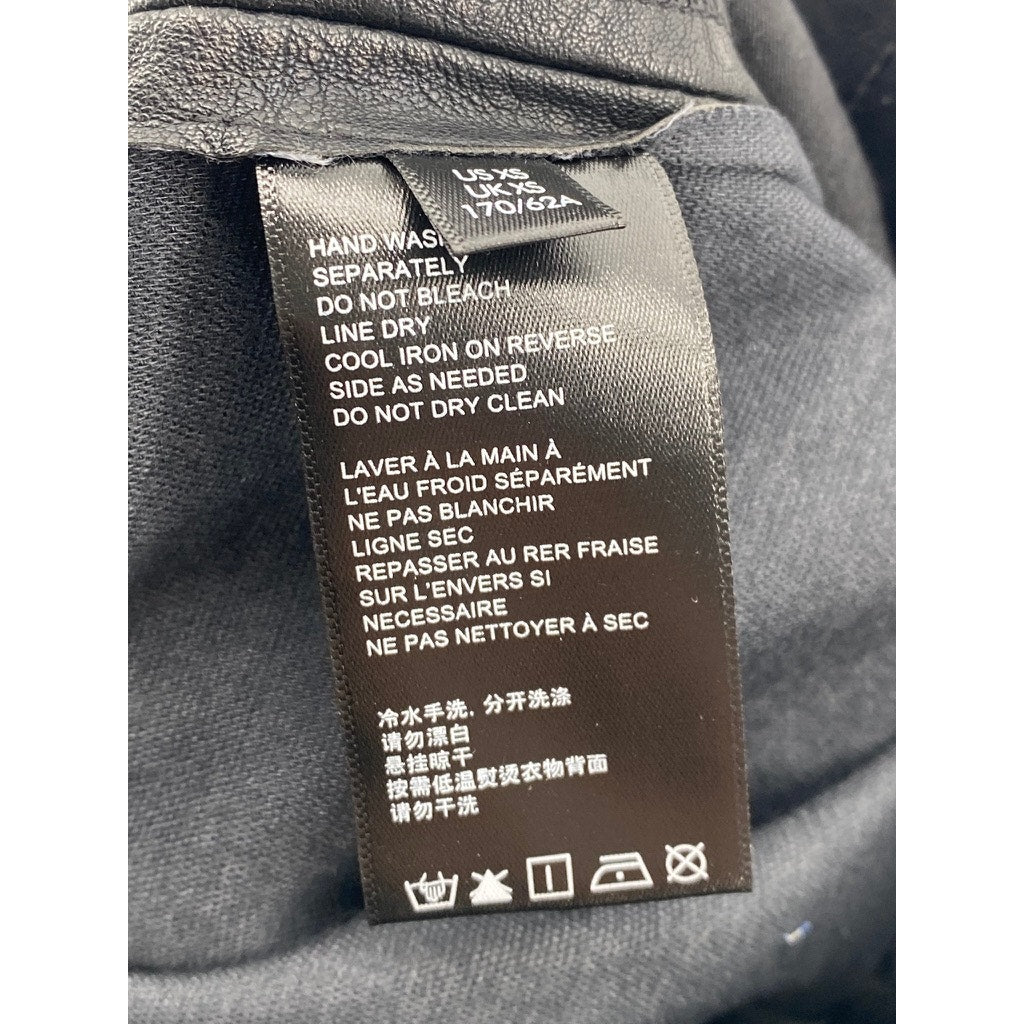 US XS
UK XS
170/62A
HAND WASH
SEPARATELY
DO NOT BLEACH
LINE DRY
COOL IRON ON REVERSE
SIDE AS NEEDED
DO NOT DRY CLEAN
LAVER À LA MAIN À
L'EAU FROID SÉPARÉMENT
NE PAS BLANCHIR
LIGNE SEC
REPASSER AU RER FRAISE
SUR L'ENVERS SI
NECESSAIRE
NE PAS NETTOYER À SEC
冷水手洗, 分开洗涤
请勿漂白
悬挂晾干
按需低温熨烫衣物背面
请勿干洗